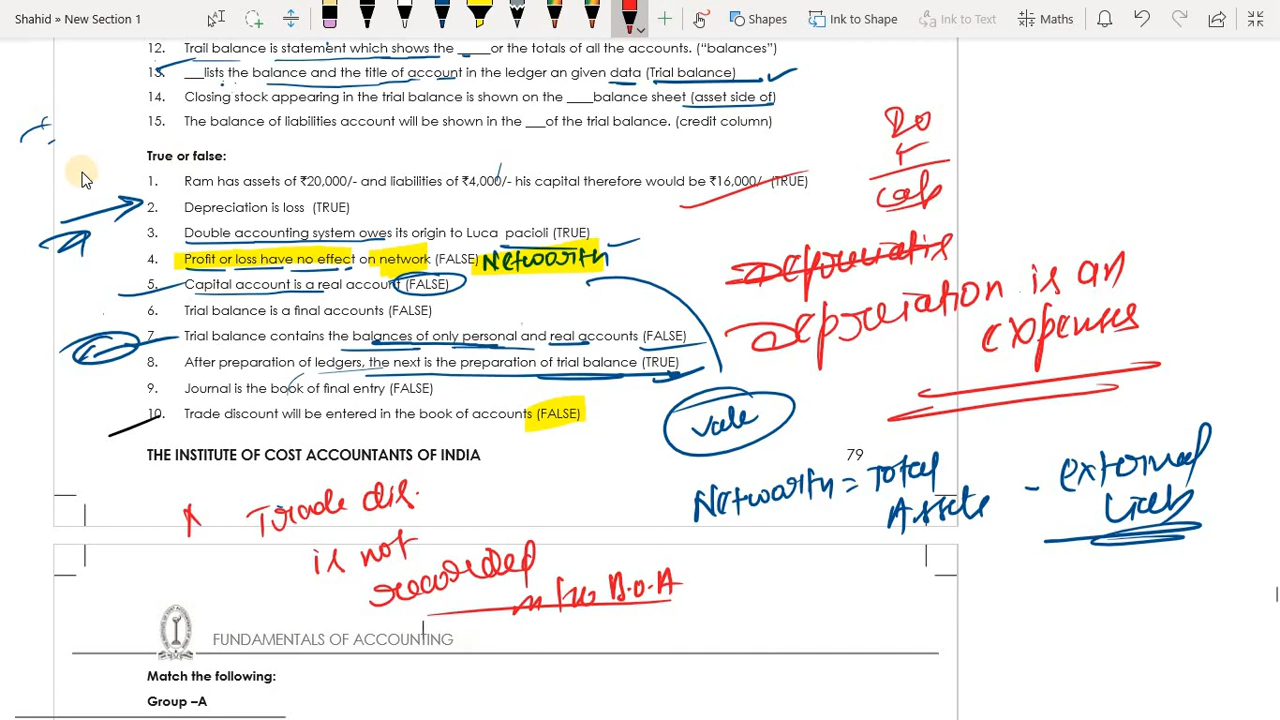 Shahid » New Section 1
Shapes
Ink to Shape
Ink to Text
Maths
12. Trail balance is statement which shows the _____or the totals of all the accounts. (“balances”)
13. ___lists the balance and the title of account in the ledger an given data (Trial balance)
14. Closing stock appearing in the trial balance is shown on the ____balance sheet (asset side of)
15. The balance of liabilities account will be shown in the ___of the trial balance. (credit column)
True or false:
1. Ram has assets of ₹20,000/- and liabilities of ₹4,000/- his capital therefore would be ₹16,000/- (TRUE)
2. Depreciation is loss (TRUE)
3. Double accounting system owes its origin to Luca pacioli (TRUE)
4. Profit or loss have no effect on network (FALSE) Networth
5. Capital account is a real account (FALSE)
6. Trial balance is a final accounts (FALSE)
7. Trial balance contains the balances of only personal and real accounts (FALSE)
8. After preparation of ledgers, the next is the preparation of trial balance (TRUE)
9. Journal is the book of final entry (FALSE)
10. Trade discount will be entered in the book of accounts (FALSE)
20
Depreciation is an
expenses
THE INSTITUTE OF COST ACCOUNTANTS OF INDIA
79
Networth = Total
Assets - external
Liab
Trade dis.
is not
recorded
in the B.O.A
FUNDAMENTALS OF ACCOUNTING
Match the following:
Group –A